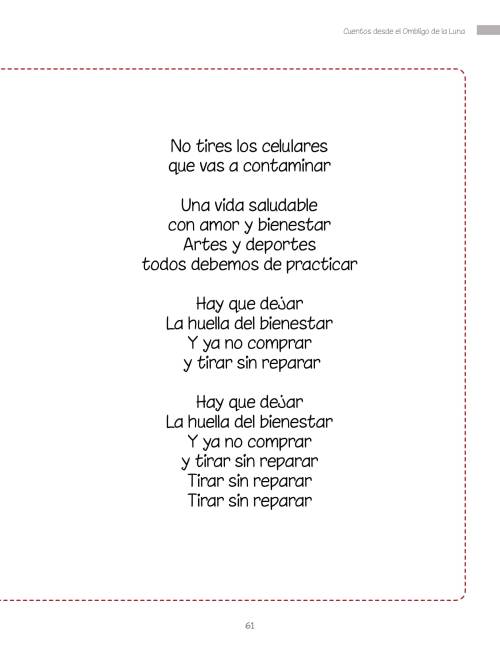 Cuentos desde el Ombligo de la Luna
No tires los celulares
que vas a contaminar
Una vida saludable
con amor y bienestar
Artes y deportes
todos debemos de practicar
Hay que dejar
La huella del bienestar
Y ya no comprar
y tirar sin reparar
Hay que dejar
La huella del bienestar
Y ya no comprar
y tirar sin reparar
Tirar sin reparar
Tirar sin reparar
61